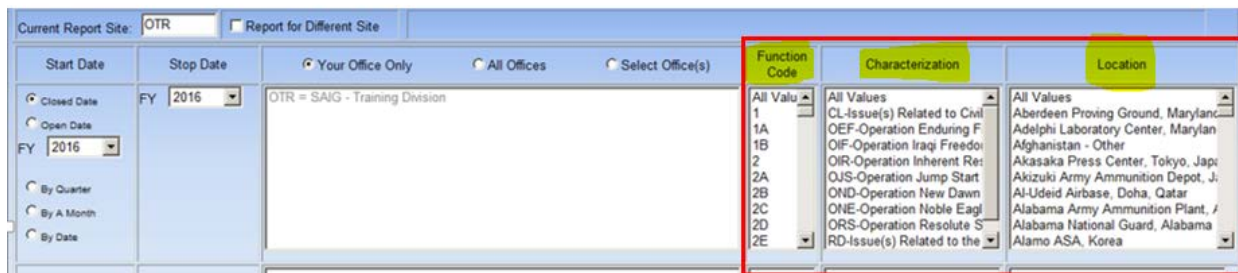 Current Report Site: OTR Report for Different Site
Start Date Stop Date Your Office Only All Offices Select Office(s) Function Code Characterization Location
Closed Date
Open Date
FY 2016
By Quarter
By A Month
By Date
FY 2016
OTR = SAIG - Training Division
All Valu
1
1A
1B
2
2A
2B
2C
2D
2E
All Values
CL-Issue(s) Related to Civil
OEF-Operation Enduring F
OIF-Operation Iraqi Freedo
OIR-Operation Inherent Re
OJS-Operation Jump Start
OND-Operation New Dawn
ONE-Operation Noble Eagl
ORS-Operation Resolute S
RD-Issue(s) Related to the
All Values
Aberdeen Proving Ground, Maryland
Adelphi Laboratory Center, Marylan
Afghanistan - Other
Akasaka Press Center, Tokyo, Japa
Akizuki Army Ammunition Depot, Ja
Al-Udeid Airbase, Doha, Qatar
Alabama Army Ammunition Plant, A
Alabama National Guard, Alabama
Alamo ASA, Korea